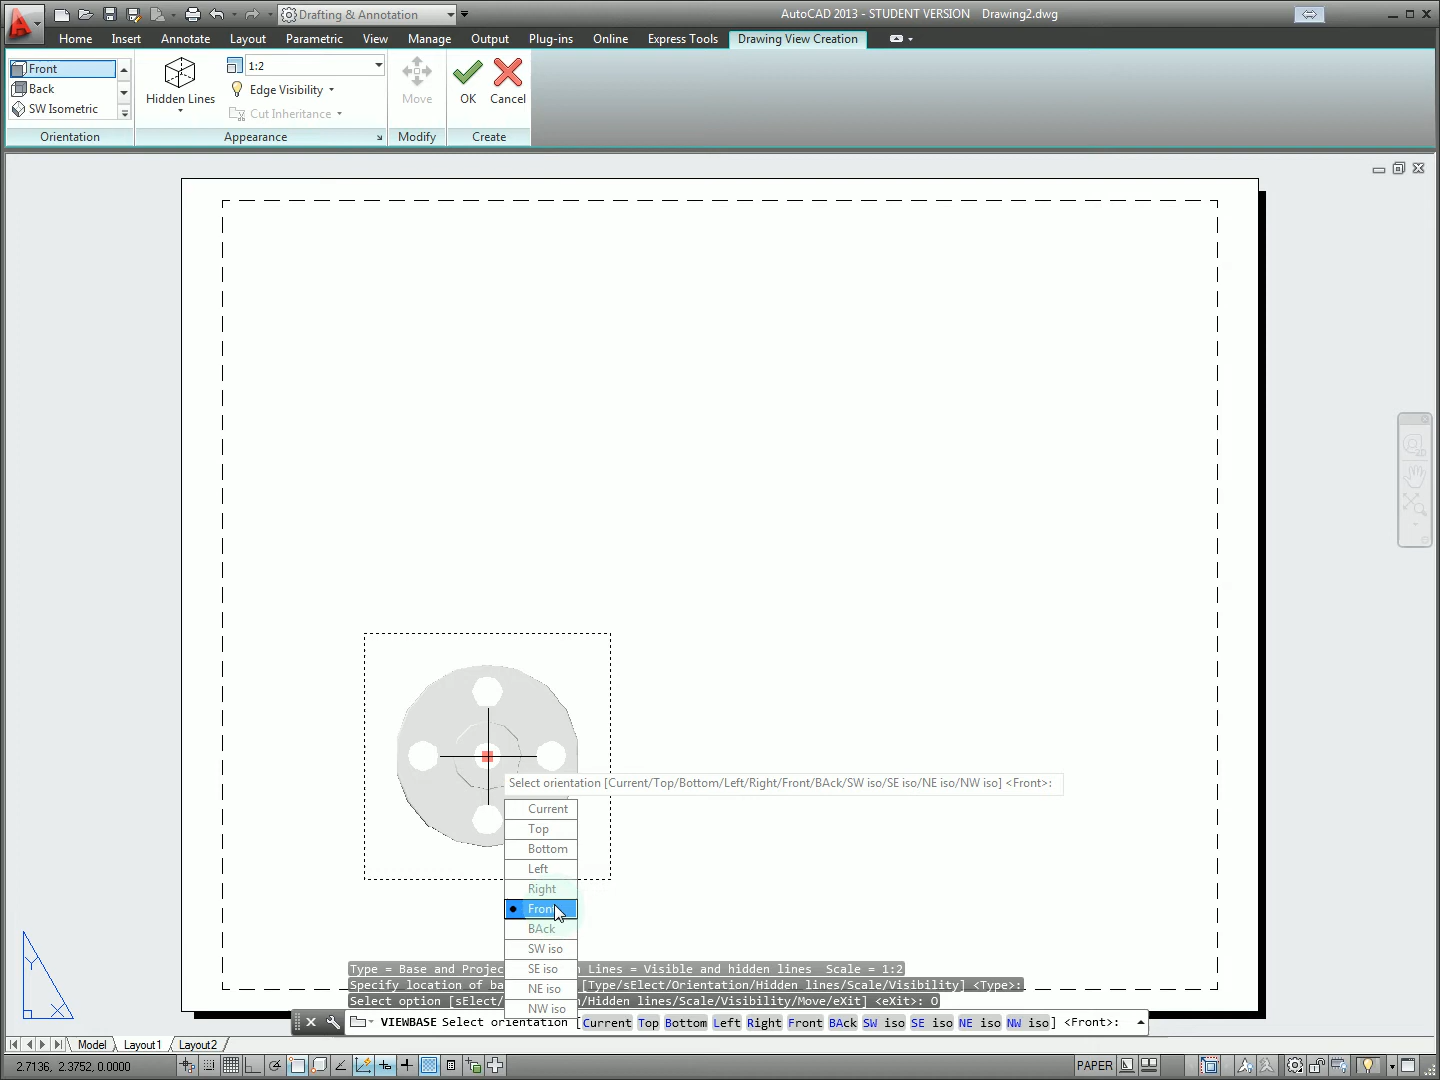 Drafting & Annotation
AutoCAD 2013 - STUDENT VERSION Drawing2.dwg
Home Insert Annotate Layout Parametric View Manage Output Plug-ins Online Express Tools Drawing View Creation
Front
Back
SW Isometric
Hidden Lines
1:2
Edge Visibility
Cut Inheritance
Move
OK
Cancel
Orientation
Appearance
Modify
Create
2D
Select orientation [Current/Top/Bottom/Left/Right/Front/BAck/SW iso/SE iso/NE iso/NW iso] <Front>:
Current
Top
Bottom
Left
Right
Front
BAck
SW iso
SE iso
NE iso
NW iso
Y
X
Type = Base and Projec Lines = Visible and hidden lines Scale = 1:2
Specify location of ba [Type/sElect/Orientation/Hidden lines/Scale/Visibility] <Type>:
Select option [sElect/ n/Hidden lines/Scale/Visibility/Move/eXit] <eXit>: O
VIEWBASE Select orientation [Current Top Bottom Left Right Front BAck SW iso SE iso NE iso NW iso] <Front>:
Model Layout1 Layout2
2.7136, 2.3752, 0.0000
PAPER